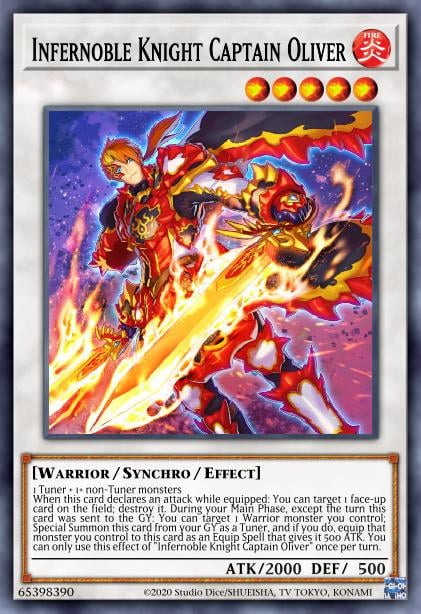 INFERNOBLE KNIGHT CAPTAIN OLIVER
FIRE
炎
[WARRIOR / SYNCHRO / EFFECT]
1 Tuner + 1+ non-Tuner monsters
When this card declares an attack while equipped: You can target 1 face-up
card on the field; destroy it. During your Main Phase, except the turn this
card was sent to the GY: You can target 1 Warrior monster you control;
Special Summon this card from your GY as a Tuner, and if you do, equip that
monster you control to this card as an Equip Spell that gives it 500 ATK. You
can only use this effect of "Infernoble Knight Captain Oliver" once per turn.
ATK/2000 DEF/ 500
65398390
©2020 Studio Dice/SHUEISHA, TV TOKYO, KONAMI